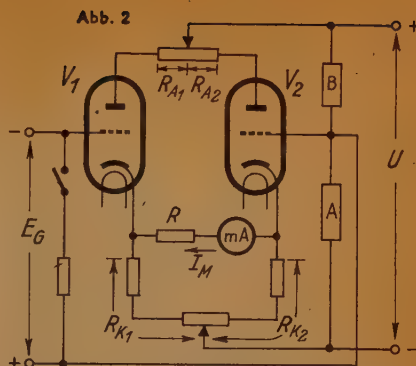 Abb. 2
+
V1
V2
RA1
RA2
B
−
U
A
EG
R
mA
IM
RK1
RK2
−
+